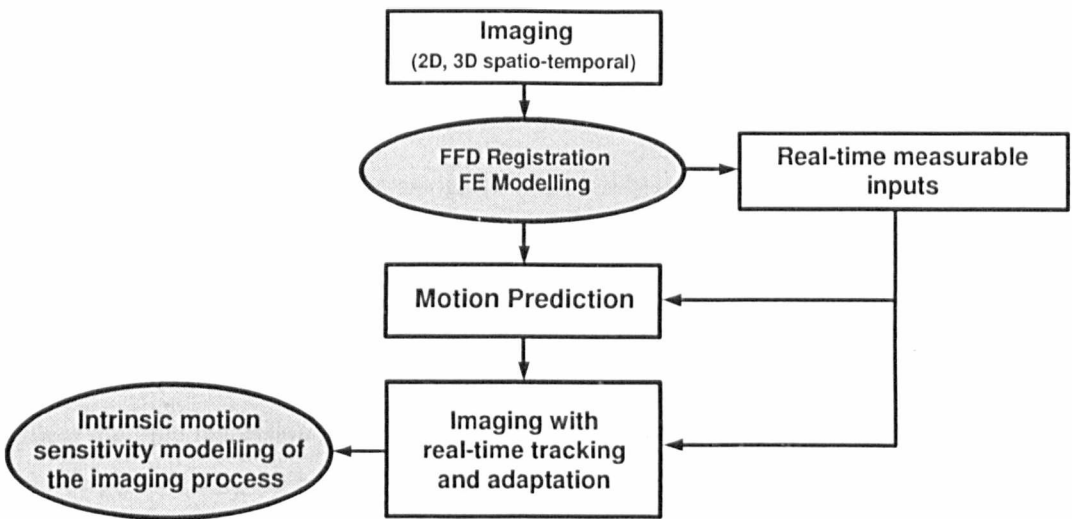 Imaging
(2D, 3D spatio-temporal)
FFD Registration
FE Modelling
Real-time measurable
inputs
Motion Prediction
Imaging with
real-time tracking
and adaptation
Intrinsic motion
sensitivity modelling of
the imaging process